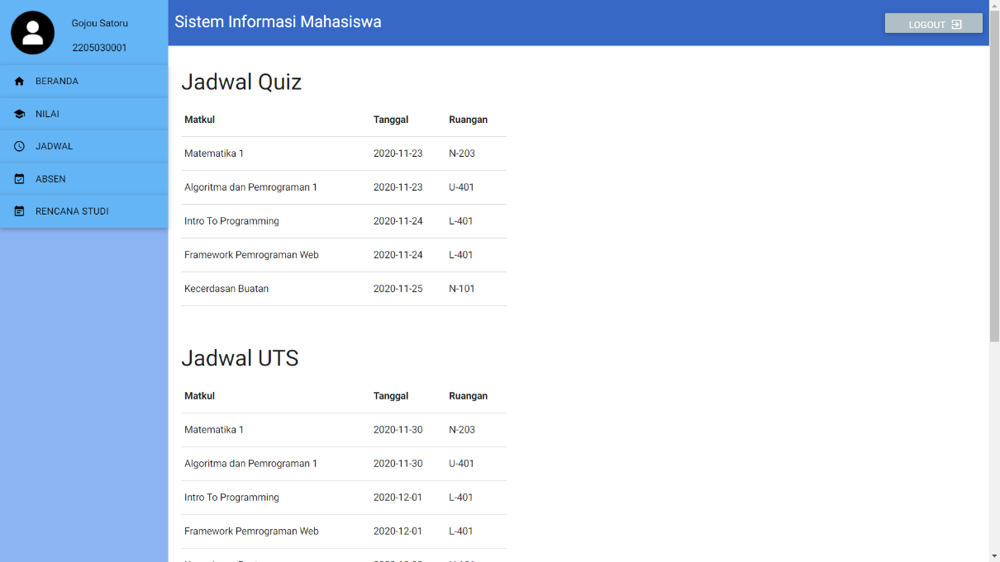 Gojou Satoru
2205030001
BERANDA
NILAI
JADWAL
ABSEN
RENCANA STUDI
Sistem Informasi Mahasiswa
LOGOUT
Jadwal Quiz
Matkul Tanggal Ruangan
Matematika 1 2020-11-23 N-203
Algoritma dan Pemrograman 1 2020-11-23 U-401
Intro To Programming 2020-11-24 L-401
Framework Pemrograman Web 2020-11-24 L-401
Kecerdasan Buatan 2020-11-25 N-101
Jadwal UTS
Matkul Tanggal Ruangan
Matematika 1 2020-11-30 N-203
Algoritma dan Pemrograman 1 2020-11-30 U-401
Intro To Programming 2020-12-01 L-401
Framework Pemrograman Web 2020-12-01 L-401